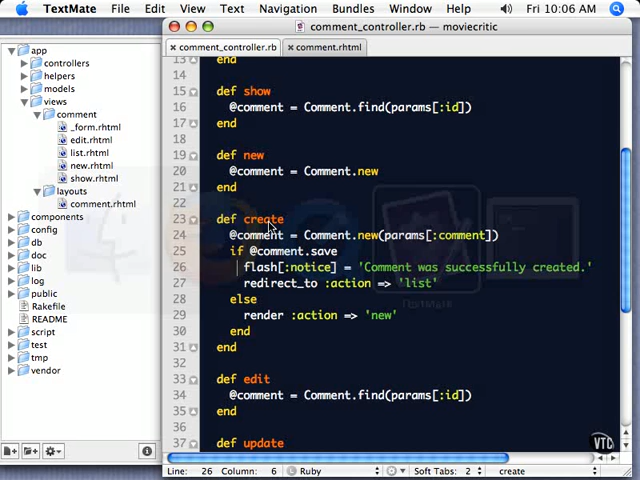 TextMate File Edit View Text Navigation Bundles Window Help Fri 10:06 AM
comment_controller.rb — moviecritic
comment_controller.rb comment.rhtml
app
controllers
helpers
models
views
comment
_form.rhtml
edit.rhtml
list.rhtml
new.rhtml
show.rhtml
layouts
comment.rhtml
components
config
db
doc
lib
log
public
Rakefile
README
script
test
tmp
vendor
13 end
14
15 def show
16 @comment = Comment.find(params[:id])
17 end
18
19 def new
20 @comment = Comment.new
21 end
22
23 def create
24 @comment = Comment.new(params[:comment])
25 if @comment.save
26 flash[:notice] = 'Comment was successfully created.'
27 redirect_to :action => 'list'
28 else
29 render :action => 'new'
30 end
31 end
32
33 def edit
34 @comment = Comment.find(params[:id])
35 end
36
37 def update
TextMate
VTC
Line: 26 Column: 6 Ruby Soft Tabs: 2 create